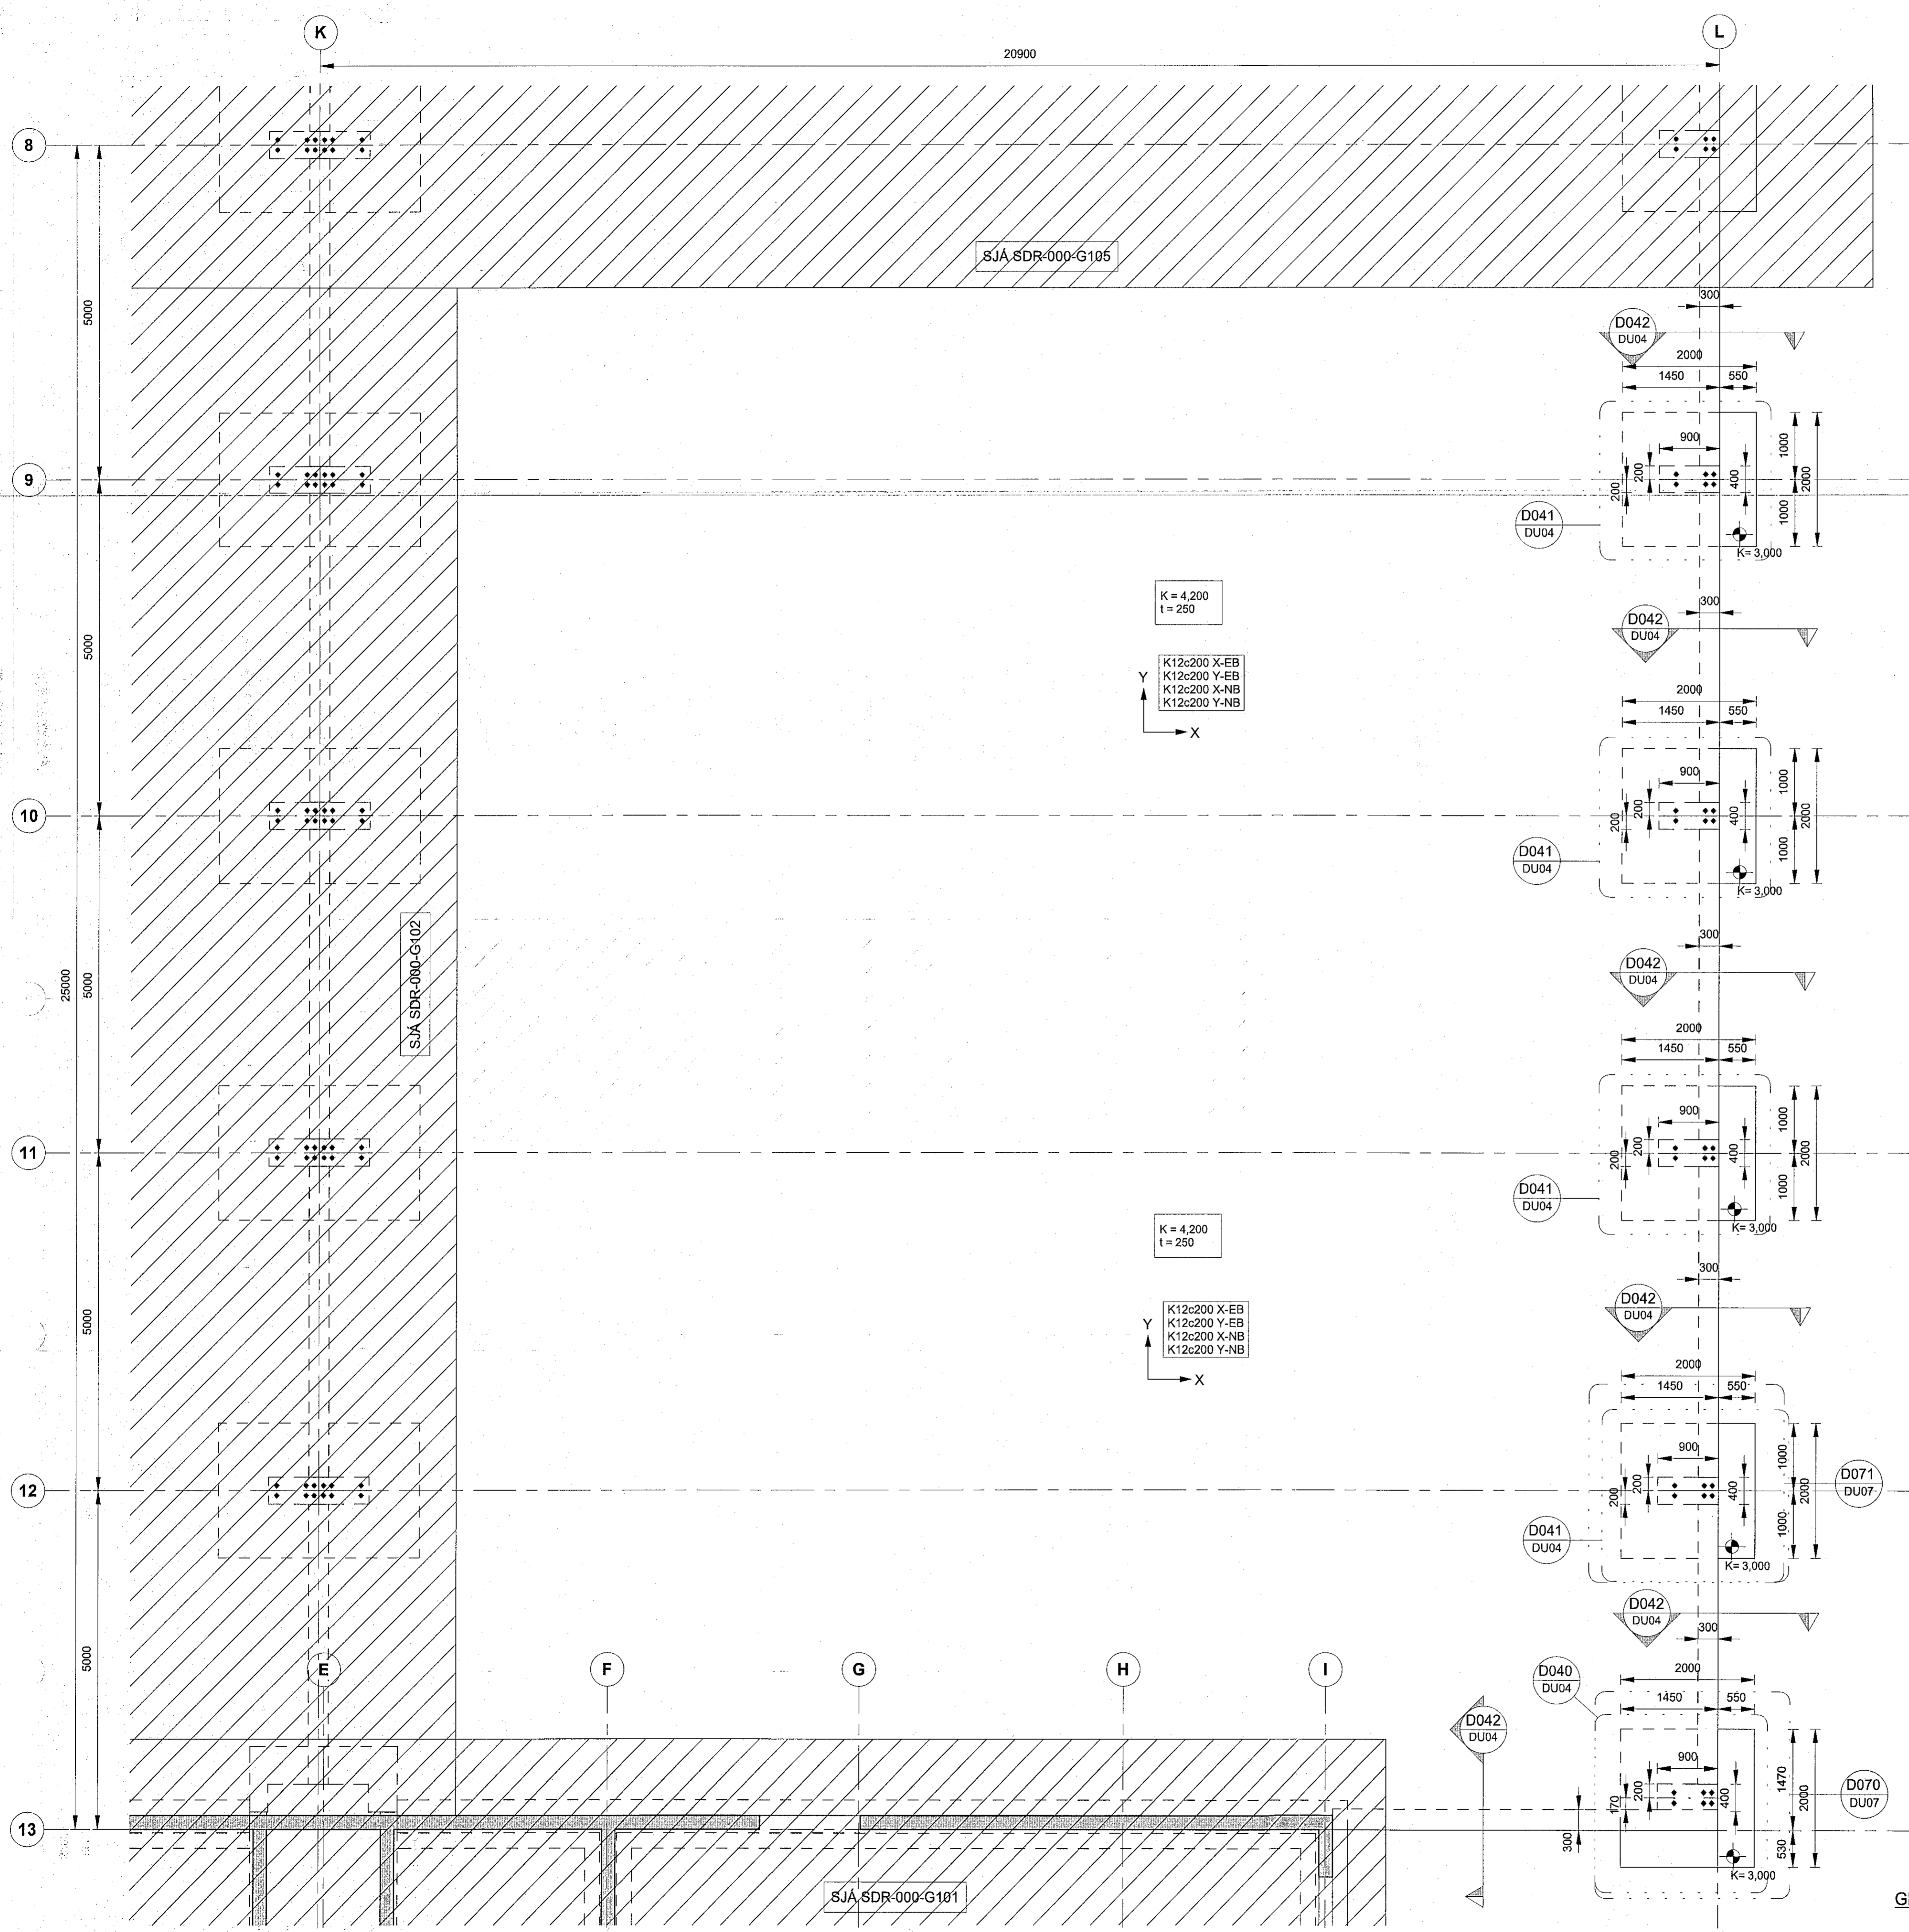 K
L
20900
8
SJÁ SDR-000-G105
5000
300
D042
DU04
2000
1450
550
900
1000
200
200
400
2000
1000
9
D041
DU04
K= 3,000
K = 4,200
t = 250
5000
300
D042
DU04
K12c200 X-EB
K12c200 Y-EB
K12c200 X-NB
K12c200 Y-NB
Y
X
2000
1450
550
900
1000
200
200
400
2000
1000
10
D041
DU04
K= 3,000
SJÁ SDR-000-G102
25000
5000
300
D042
DU04
2000
1450
550
900
1000
200
200
400
2000
1000
11
D041
DU04
K= 3,000
K = 4,200
t = 250
5000
300
D042
DU04
K12c200 X-EB
K12c200 Y-EB
K12c200 X-NB
K12c200 Y-NB
Y
X
2000
1450
550
900
1000
200
200
400
2000
1000
12
D071
DU07
D041
DU04
K= 3,000
5000
D042
DU04
300
E
F
G
H
I
D040
DU04
2000
1450
550
D042
DU04
900
1470
200
170
400
2000
D070
DU07
13
300
530
K= 3,000
SJÁ SDR-000-G101